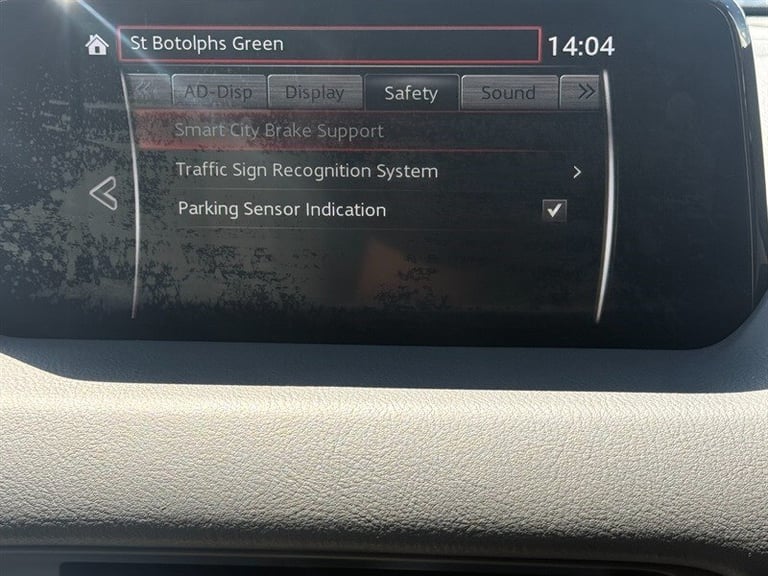 St Botolphs Green 14:04
AD-Disp Display Safety Sound
Smart City Brake Support
Traffic Sign Recognition System
Parking Sensor Indication